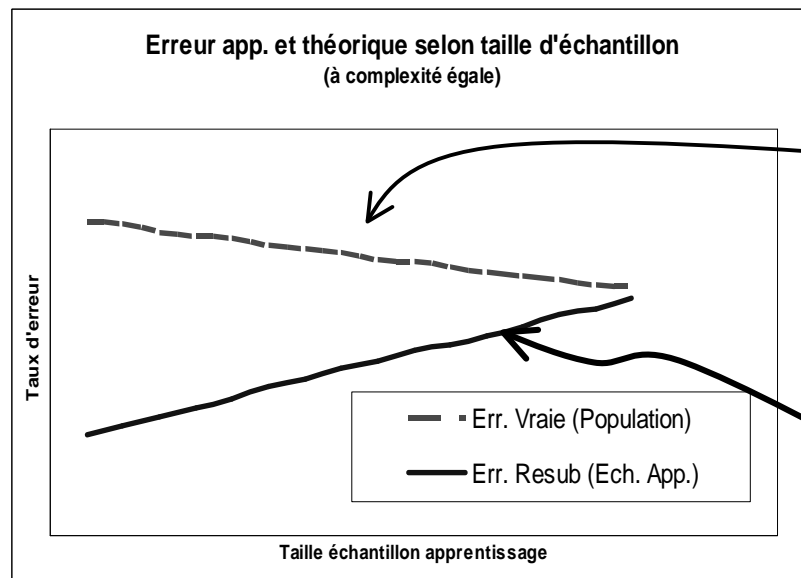 Erreur app. et théorique selon taille d'échantillon
(à complexité égale)
Taux d'erreur
Err. Vraie (Population)
Err. Resub (Ech. App.)
Taille échantillon apprentissage